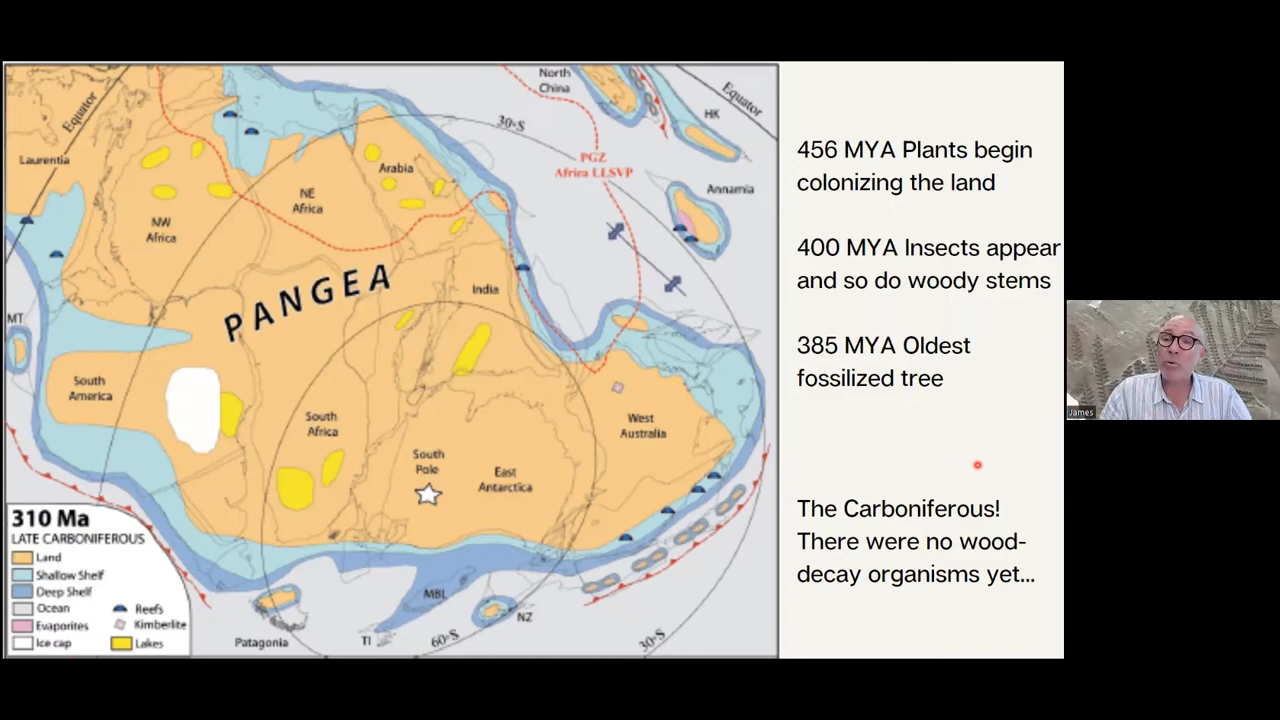 North
China
Equator
HK
Equator
30°S
PGZ
Africa LLSVP
Laurentia
Arabia
Annamia
NE
Africa
NW
Africa
PANGEA
India
MT
South
America
South
Africa
West
Australia
South
Pole
East
Antarctica
310 Ma
LATE CARBONIFEROUS
Land
Shallow Shelf
Deep Shelf
Ocean
Reefs
Evaporites
Kimberlite
Ice cap
Lakes
MBL
NZ
Patagonia
TI
60°S
30°S
456 MYA Plants begin
colonizing the land
400 MYA Insects appear
and so do woody stems
385 MYA Oldest
fossilized tree
The Carboniferous!
There were no wood-
decay organisms yet...
James